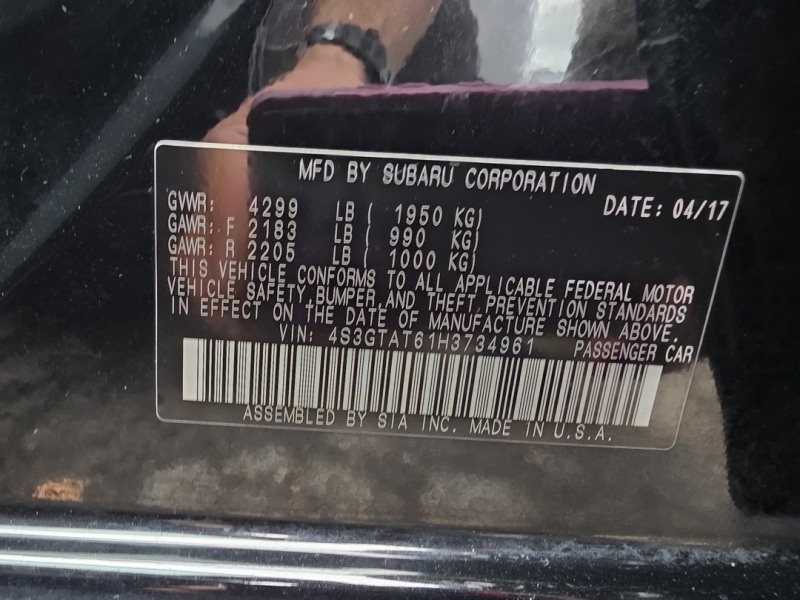 MFD BY SUBARU CORPORATION
DATE: 04/17
GVWR: 4299 LB ( 1950 KG)
GAWR: F 2183 LB ( 990 KG)
GAWR: R 2205 LB ( 1000 KG)
THIS VEHICLE CONFORMS TO ALL APPLICABLE FEDERAL MOTOR
VEHICLE SAFETY, BUMPER, AND THEFT PREVENTION STANDARDS
IN EFFECT ON THE DATE OF MANUFACTURE SHOWN ABOVE.
VIN: 4S3GTAT61H3734961 PASSENGER CAR
ASSEMBLED BY SIA INC. MADE IN U.S.A.